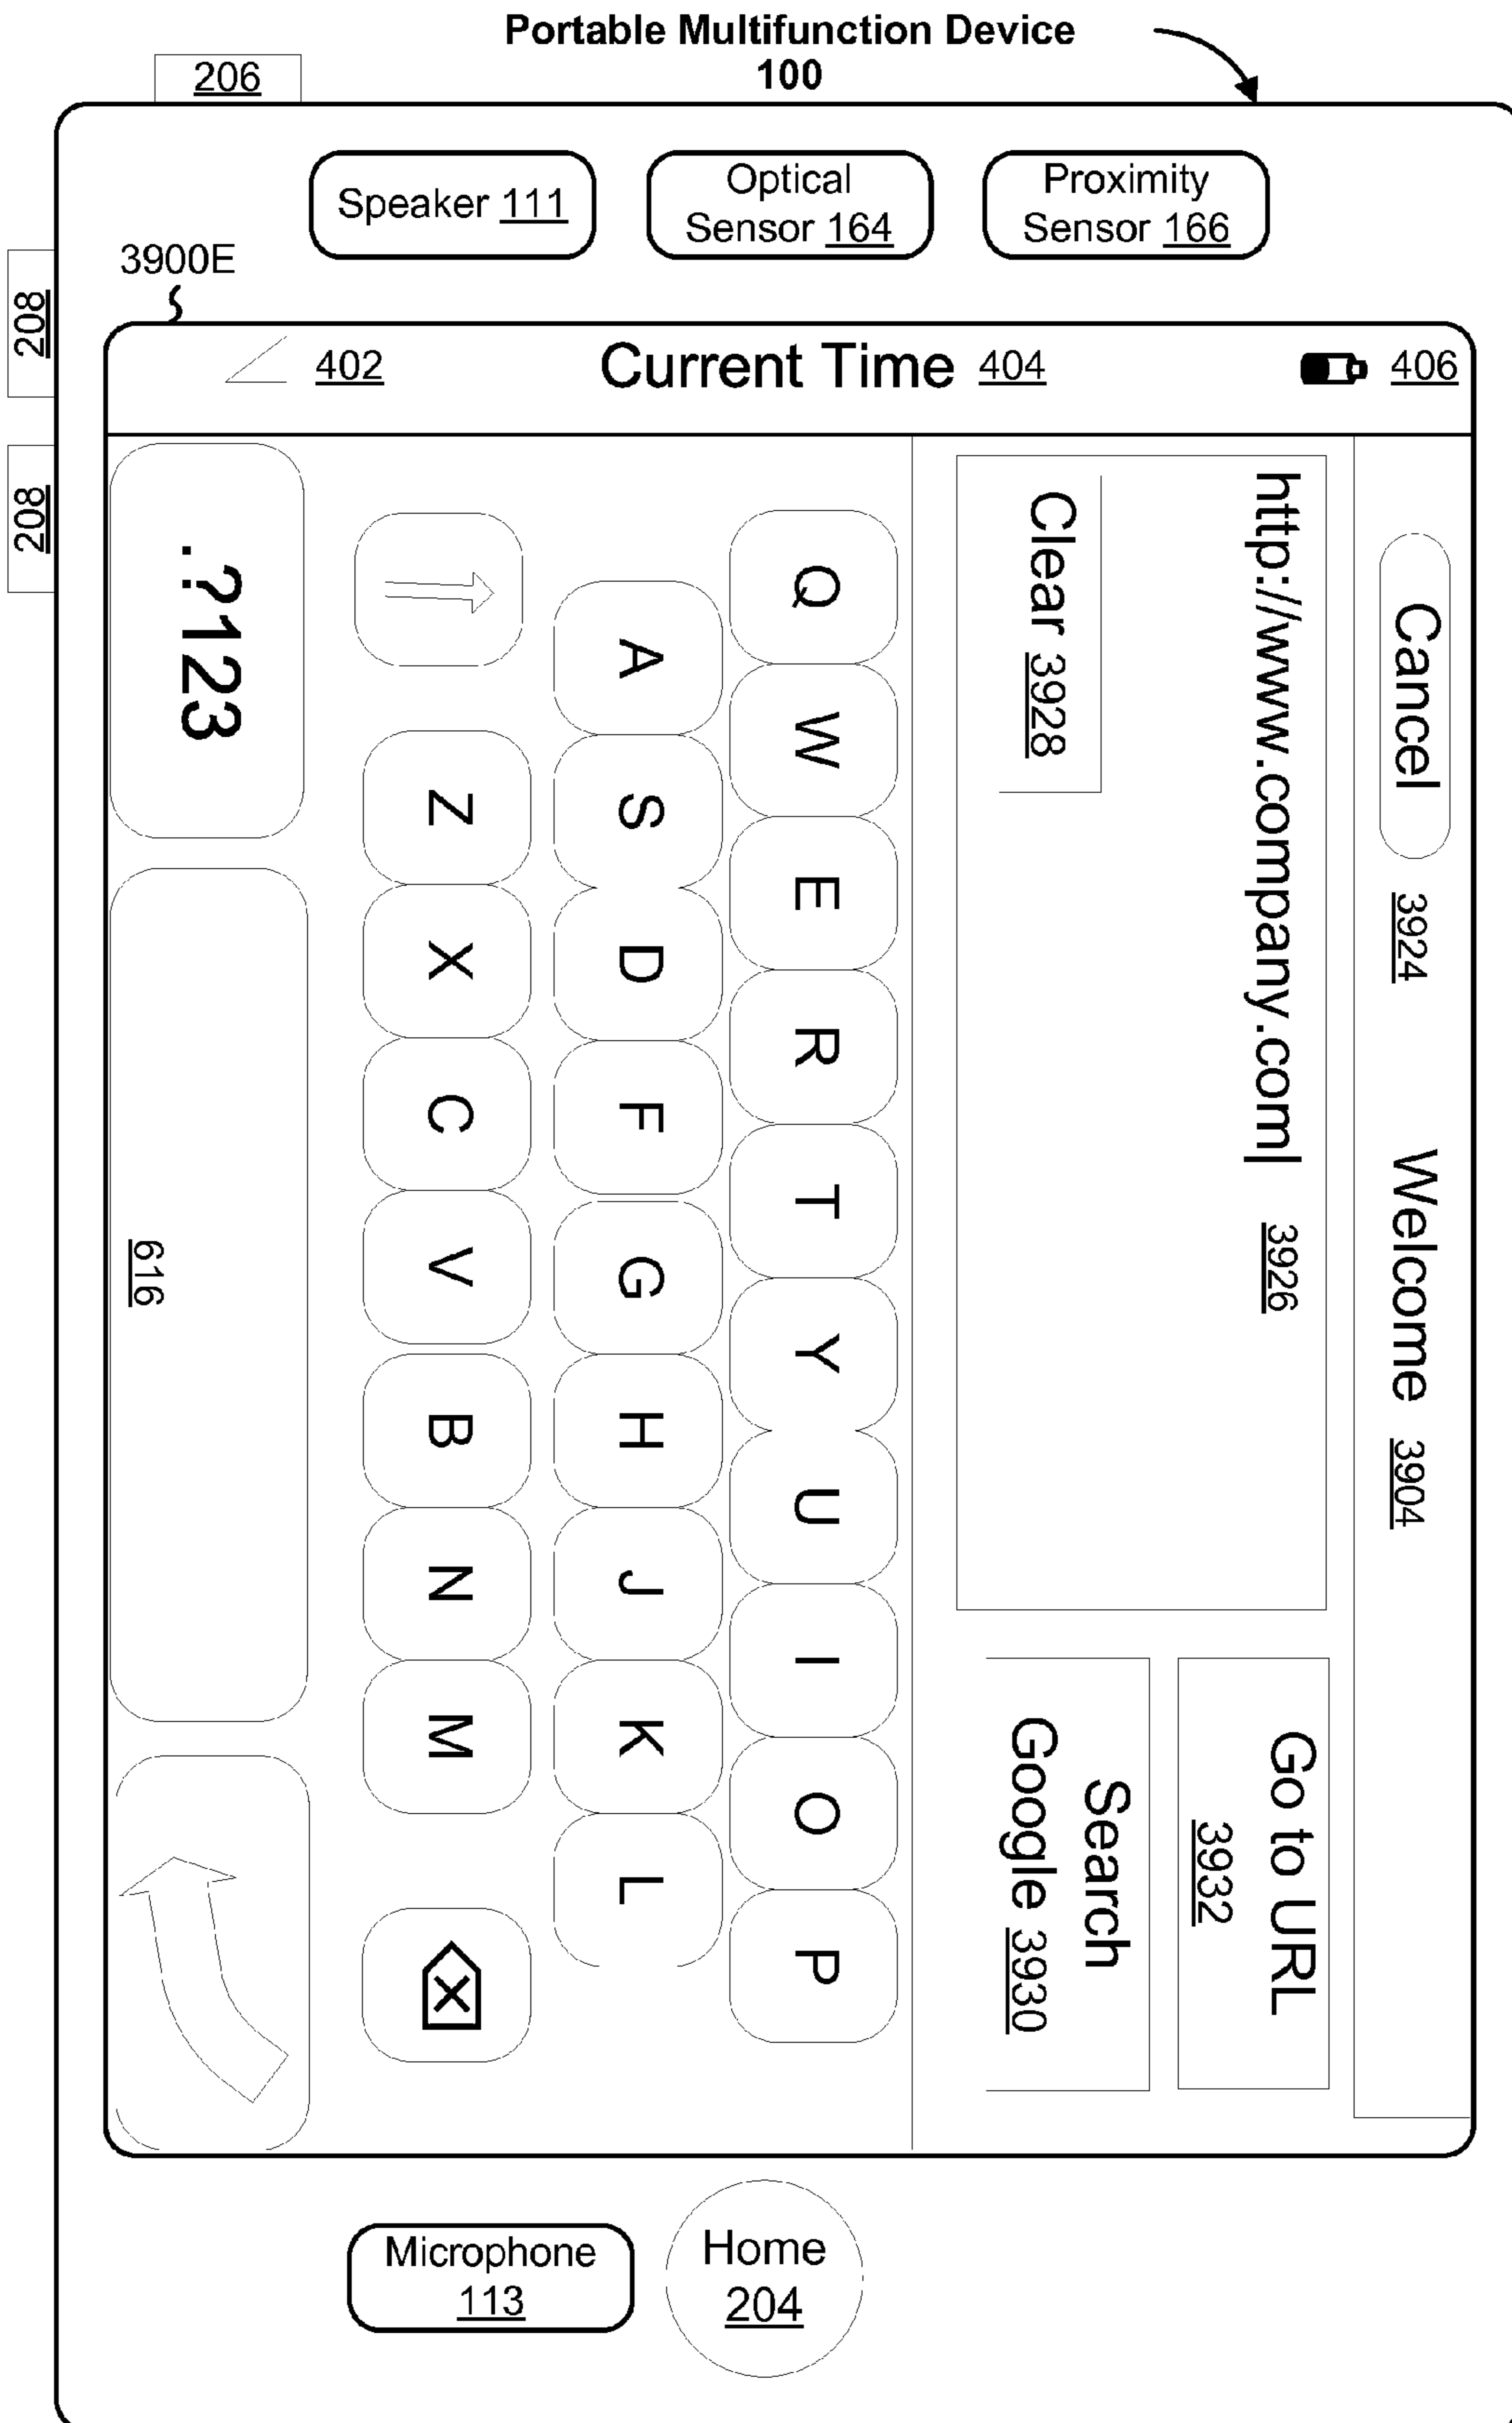 Portable Multifunction Device
100
206
Speaker 111
Optical
Sensor 164
Proximity
Sensor 166
3900E
208
208
402
Current Time 404
406
Cancel 3924
Welcome 3904
http://www.company.com| 3926
Clear 3928
Go to URL
3932
Search
Google 3930
Q W E R T Y U I O P
A S D F G H J K L
Z X C V B N M
.?123
616
Microphone
113
Home
204